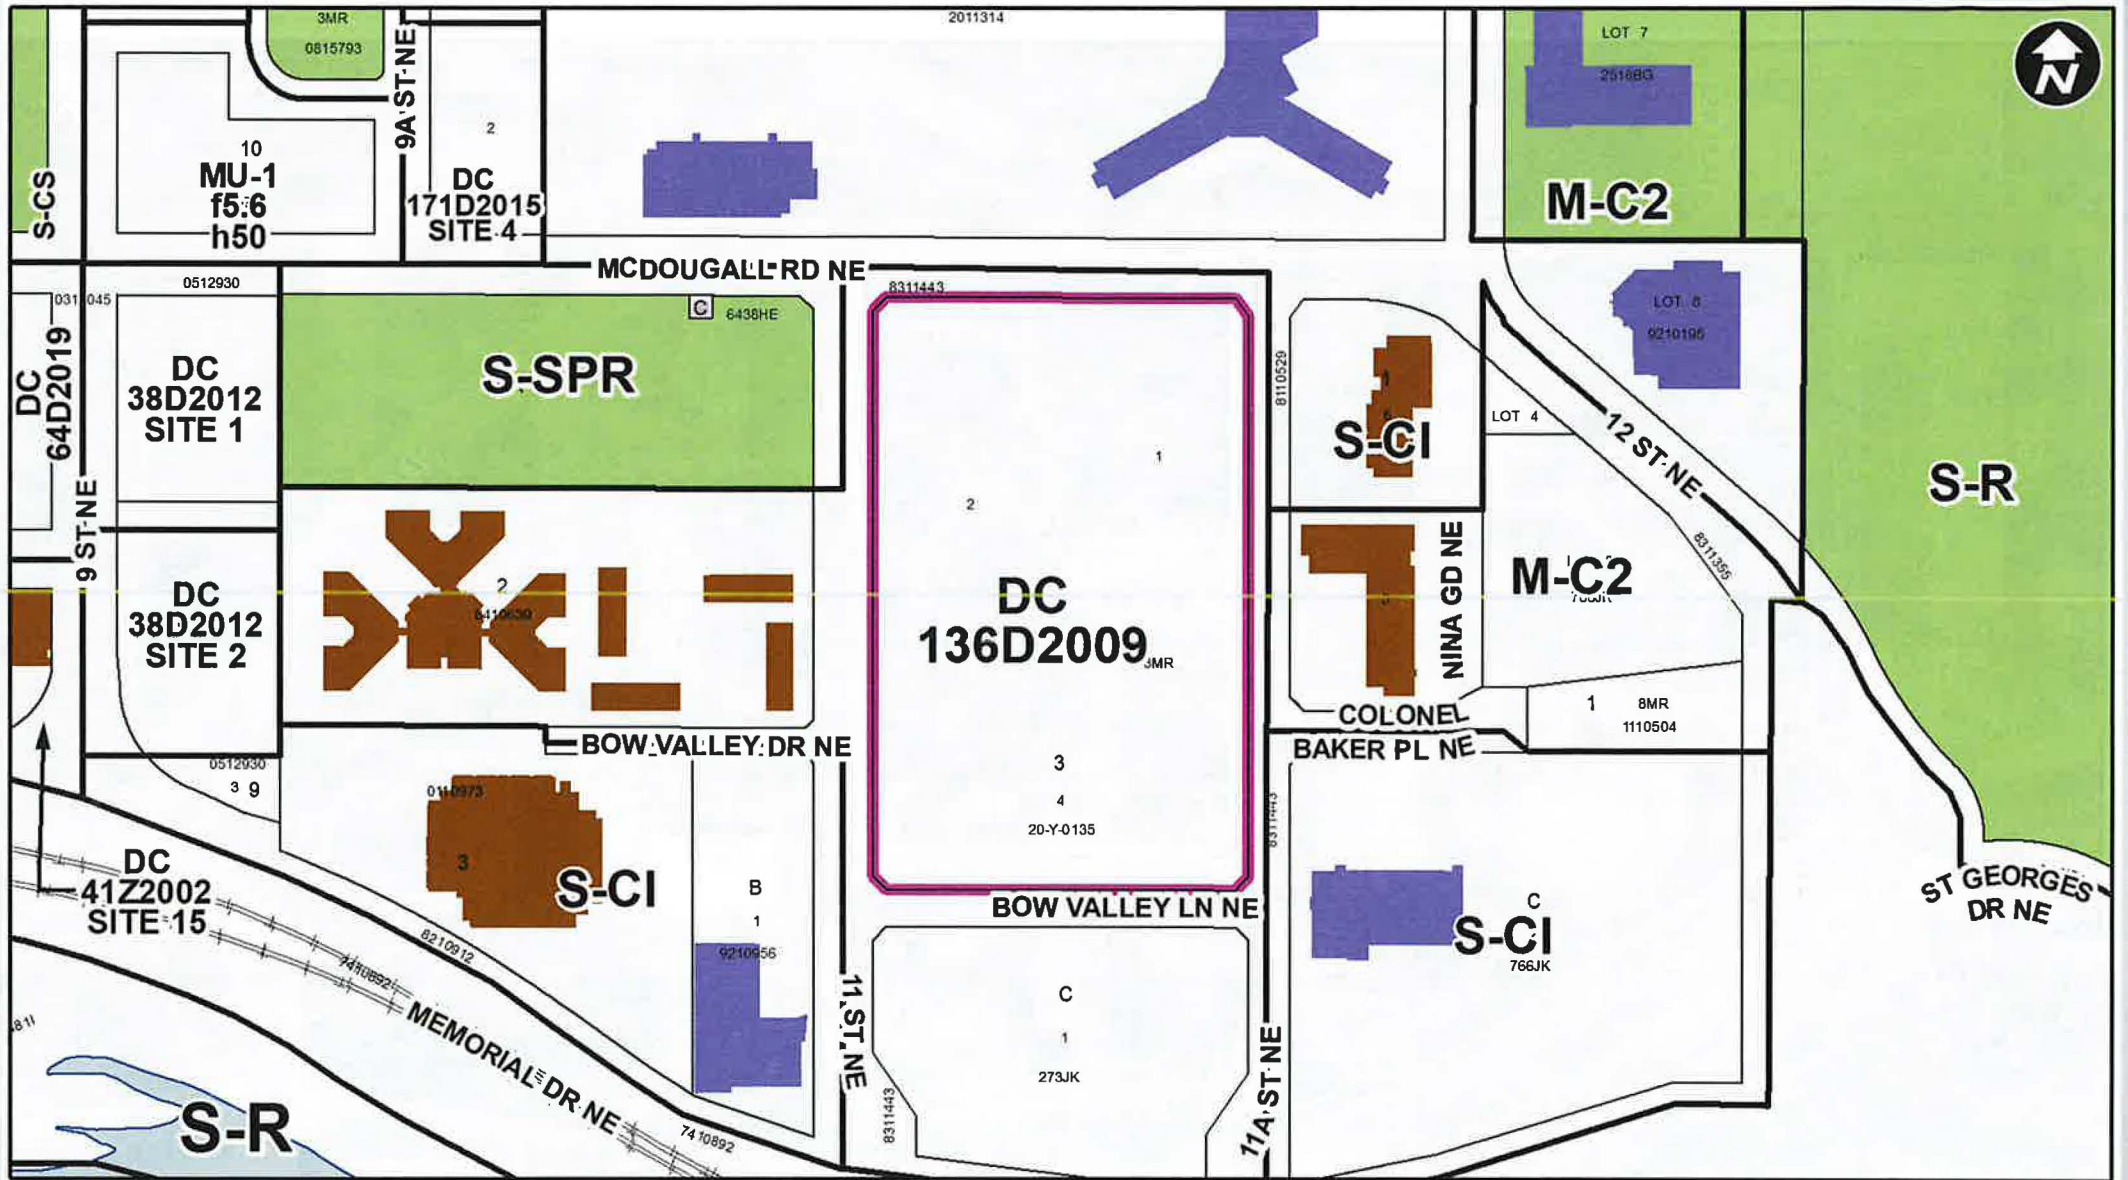 3MR
0815793
2011314
LOT 7
2516BG
N
9A ST NE
2
10
MU-1
f5.6
h50
S-CS
DC
171D2015
SITE 4
M-C2
MCDOUGALL RD NE
0512930
8311443
6438HE
C
LOT 8
9210195
DC
64D2019
DC
38D2012
SITE 1
S-SPR
8110529
S-CI
LOT 4
12 ST NE
S-R
9 ST NE
1
2
8311355
DC
38D2012
SITE 2
2
8410639
DC
136D2009
NINA GD NE
M-C2
COLONEL
BAKER PL NE
1
8MR
1110504
BOW VALLEY DR NE
3
4
20-Y-0135
0512930
3 9
0110973
3
S-CI
DC
41Z2002
SITE 15
B
1
9210956
BOW VALLEY LN NE
8311443
C
S-CI
766JK
ST GEORGES
DR NE
8210912
7410892
MEMORIAL DR NE
7410892
11 ST NE
C
1
273JK
8311443
11A ST NE
S-R